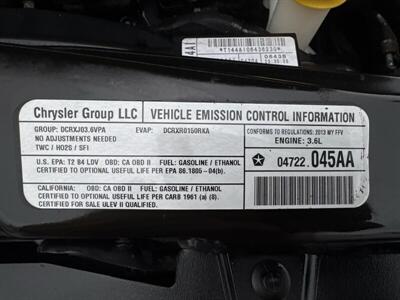 4A1
*T144A106436230*
0643B
Chrysler Group LLC VEHICLE EMISSION CONTROL INFORMATION
GROUP: DCRXJ03.6VPA EVAP: DCRXR0150RKA
NO ADJUSTMENTS NEEDED
TWC / HO2S / SFI
CONFORMS TO REGULATIONS: 2013 MY FFV
ENGINE: 3.6L
U.S. EPA: T2 B4 LDV OBD: CA OBD II FUEL: GASOLINE / ETHANOL
CERTIFIED TO OPTIONAL USEFUL LIFE PER EPA 86.1805-04(b).
04722 045AA
CALIFORNIA: OBD: CA OBD II FUEL: GASOLINE / ETHANOL
CERTIFIED TO OPTIONAL USEFUL LIFE PER CARB 1961 (a) (8).
CERTIFIED FOR SALE ULEV II QUALIFIED.